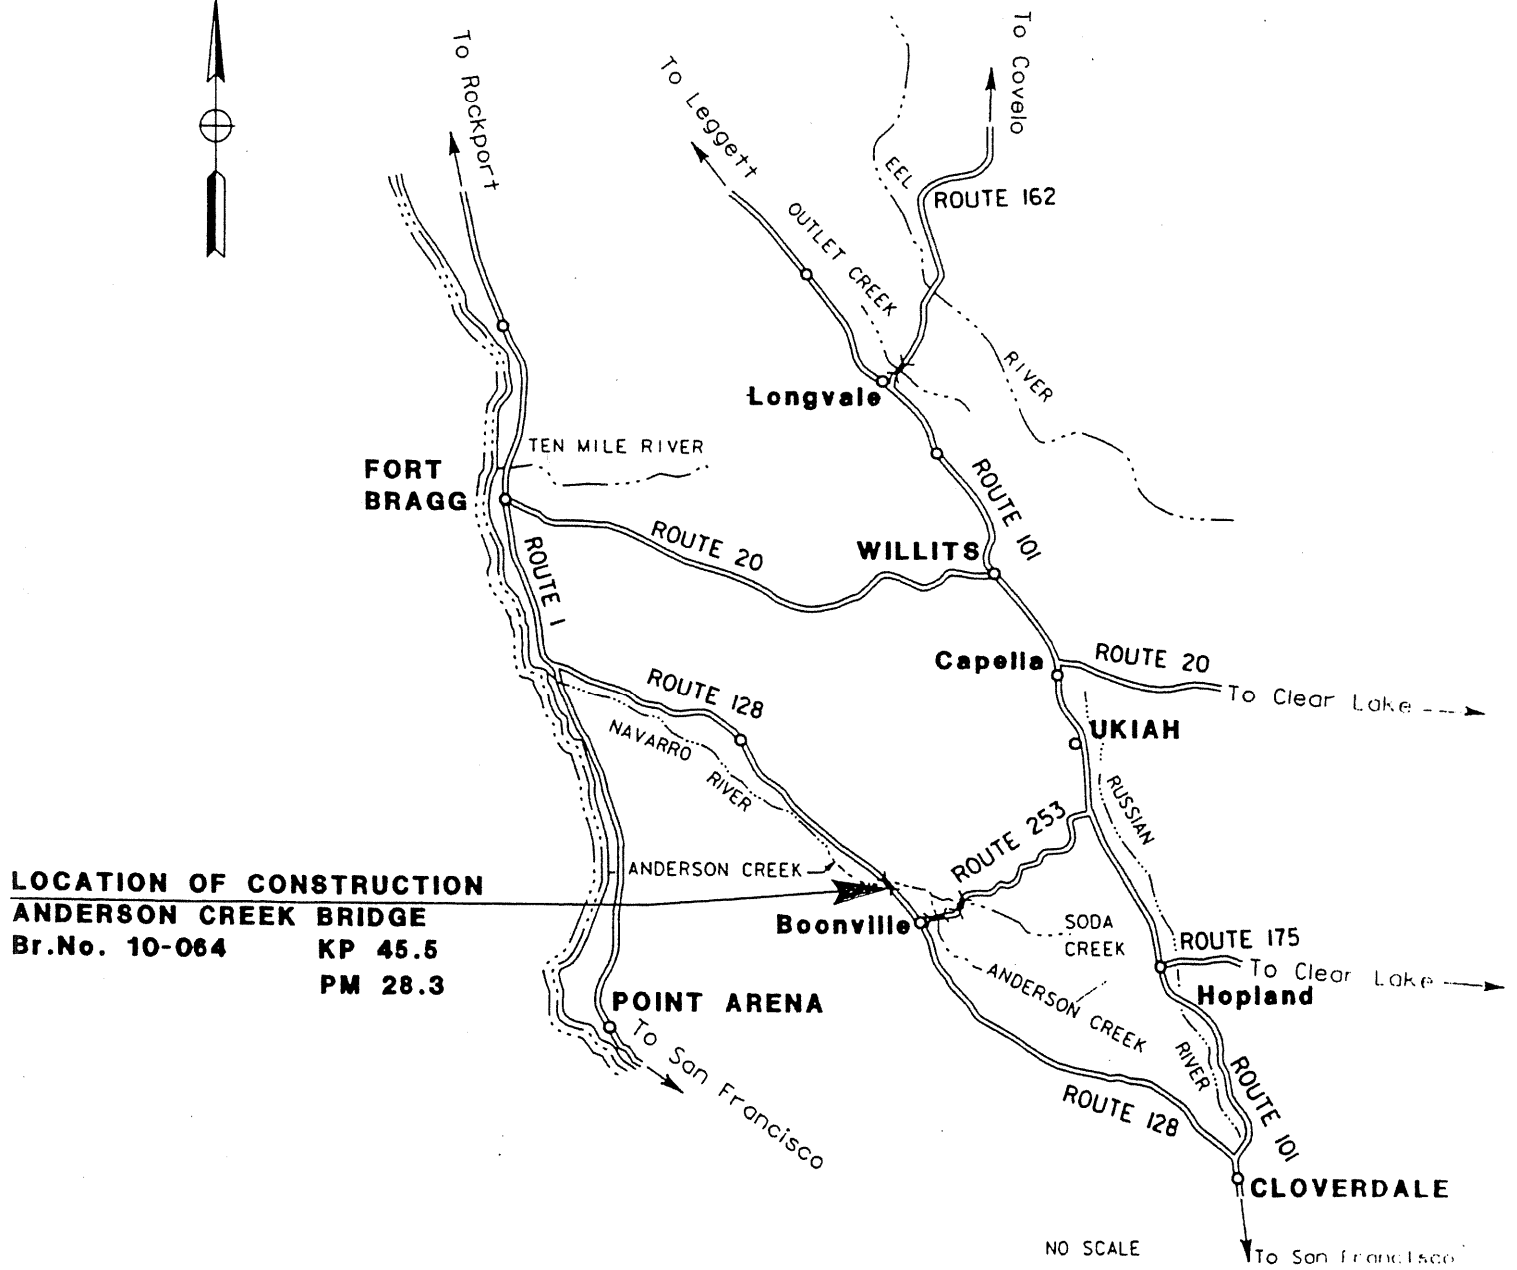 To Rockport
To Leggett
To Covelo
EEL
ROUTE 162
OUTLET CREEK
RIVER
Longvale
TEN MILE RIVER
FORT
BRAGG
ROUTE 101
ROUTE 20
WILLITS
ROUTE 1
Capella
ROUTE 20
To Clear Lake
ROUTE 128
UKIAH
NAVARRO
RIVER
RUSSIAN
ROUTE 253
ANDERSON CREEK
LOCATION OF CONSTRUCTION
ANDERSON CREEK BRIDGE
Br.No. 10-064 KP 45.5
PM 28.3
Boonville
SODA
CREEK
ROUTE 175
To Clear Lake
Hopland
ANDERSON CREEK
POINT ARENA
To San Francisco
RIVER
ROUTE 101
ROUTE 128
CLOVERDALE
NO SCALE
To San Francisco